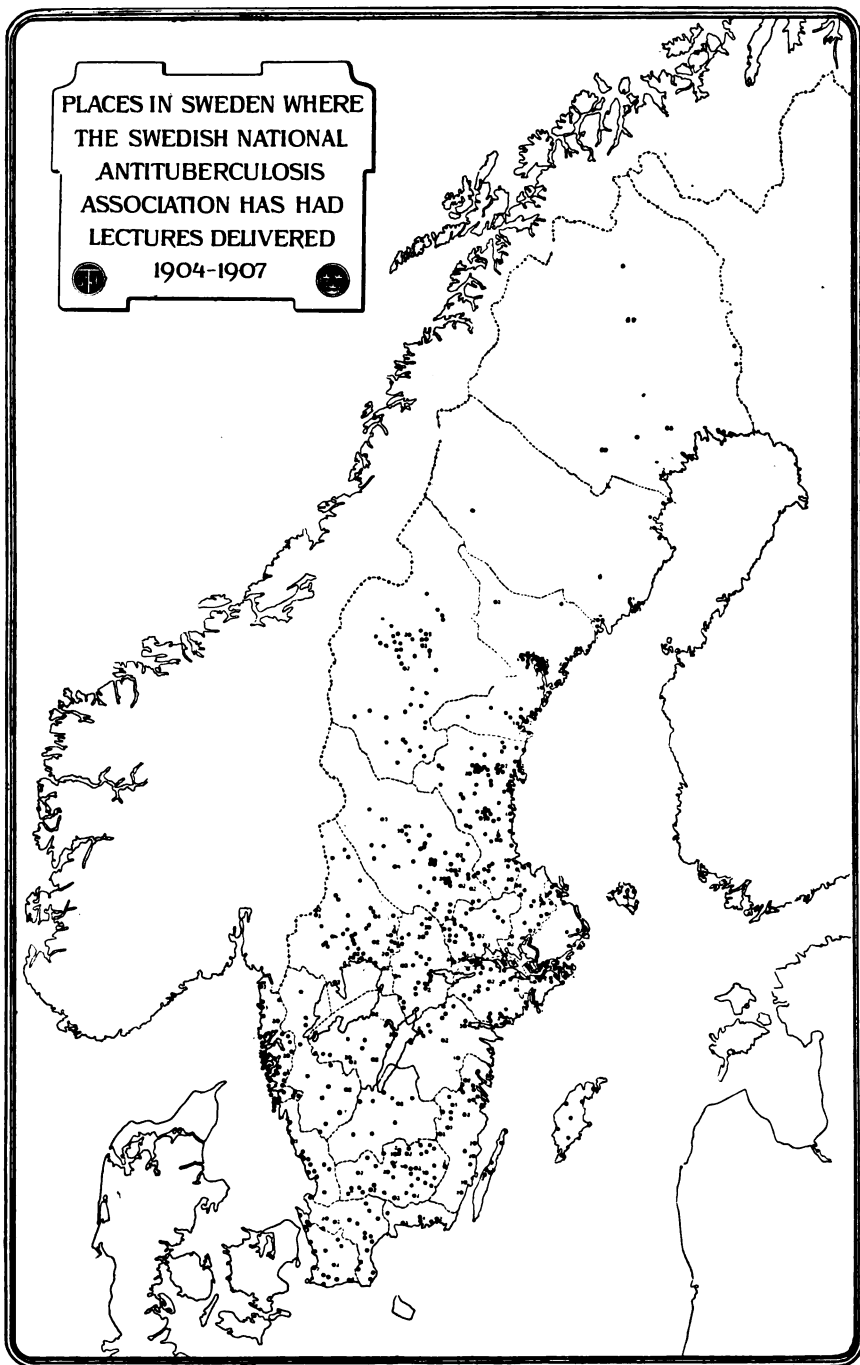 PLACES IN SWEDEN WHERE
THE SWEDISH NATIONAL
ANTITUBERCULOSIS
ASSOCIATION HAS HAD
LECTURES DELIVERED
1904-1907